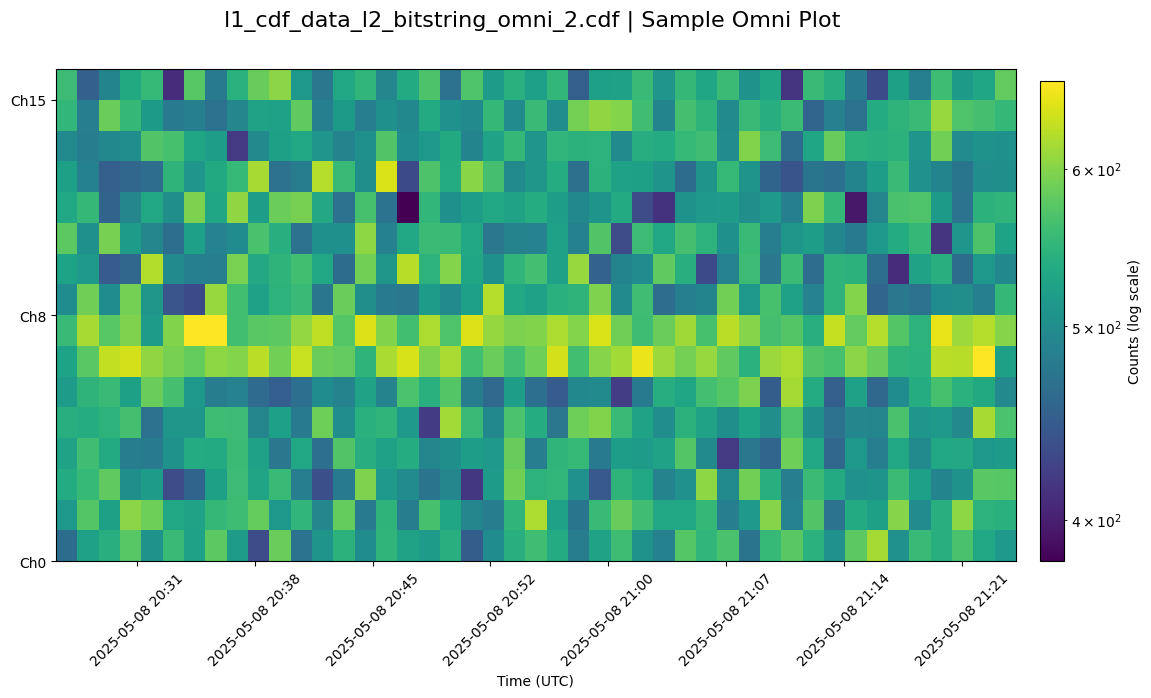 l1_cdf_data_l2_bitstring_omni_2.cdf | Sample Omni Plot
Ch15
Ch8
Ch0
2025-05-08 20:31
2025-05-08 20:38
2025-05-08 20:45
2025-05-08 20:52
2025-05-08 21:00
2025-05-08 21:07
2025-05-08 21:14
2025-05-08 21:21
Time (UTC)
6 × 10²
5 × 10²
4 × 10²
Counts (log scale)